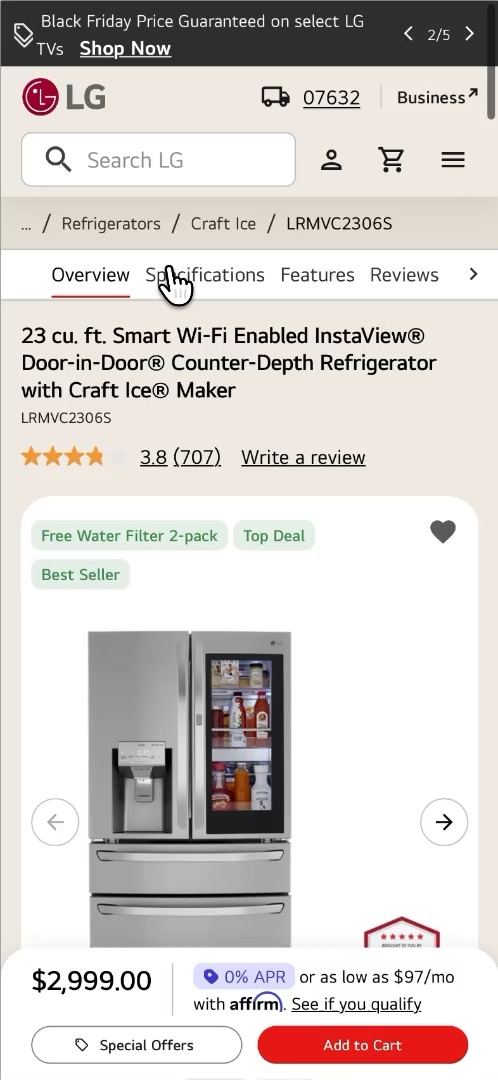 Black Friday Price Guaranteed on select LG
TVs Shop Now
2/5
LG
07632
Business
Search LG
... / Refrigerators / Craft Ice / LRMVC2306S
Overview Specifications Features Reviews
23 cu. ft. Smart Wi-Fi Enabled InstaView®
Door-in-Door® Counter-Depth Refrigerator
with Craft Ice® Maker
LRMVC2306S
3.8 (707) Write a review
Free Water Filter 2-pack
Top Deal
Best Seller
$2,999.00
0% APR or as low as $97/mo
with affirm. See if you qualify
Special Offers
Add to Cart